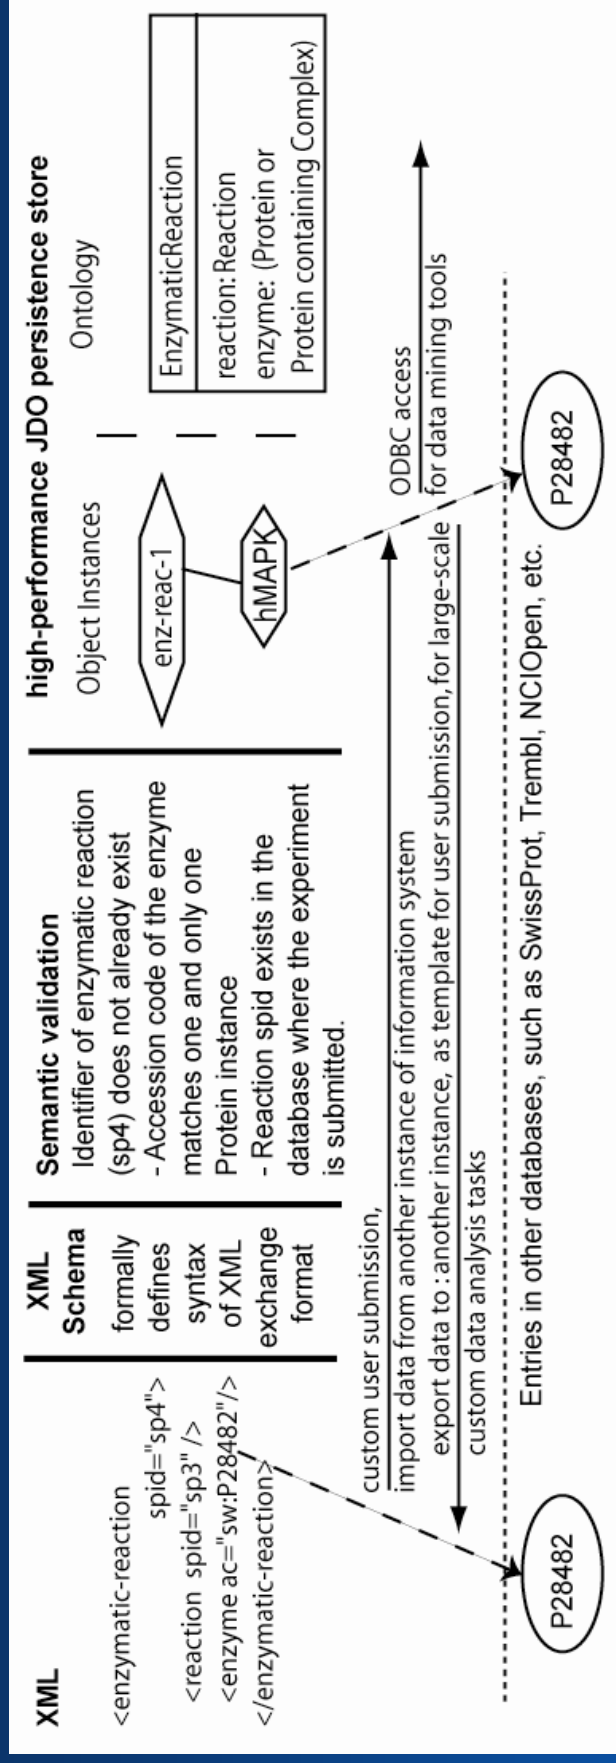 XML
<enzymatic-reaction
spid="sp4">
<reaction spid="sp3" />
<enzyme ac="sw:P28482"/>
</enzymatic-reaction>
XML
Schema
formally
defines
syntax
of XML
exchange
format
Semantic validation
Identifier of enzymatic reaction
(sp4) does not already exist
- Accession code of the enzyme
matches one and only one
Protein instance
- Reaction spid exists in the
database where the experiment
is submitted.
high-performance JDO persistence store
Object Instances
enz-reac-1
hMAPK
Ontology
EnzymaticReaction
reaction: Reaction
enzyme: (Protein or
Protein containing Complex)
custom user submission,
import data from another instance of information system
export data to : another instance, as template for user submission, for large-scale
custom data analysis tasks
ODBC access
for data mining tools
Entries in other databases, such as SwissProt, Trembl, NCIOpen, etc.
P28482
P28482